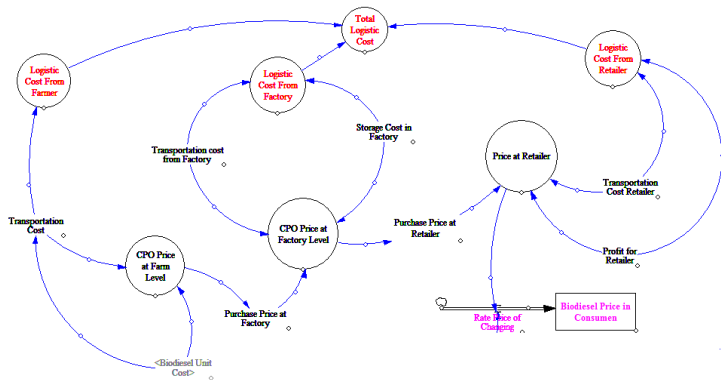 Total
Logistic
Cost
Logistic
Cost From
Farmer
Logistic
Cost From
Factory
Logistic
Cost From
Retailer
Storage Cost in
Factory
Transportation cost
from Factory
Price at Retailer
Transportation
Cost Retailer
Transportation
Cost
CPO Price at
Factory Level
Purchase Price at
Retailer
CPO Price
at Farm
Level
Profit for
Retailer
Purchase Price at
Factory
Rate Price of
Changing
Biodiesel Price in
Consumen
<Biodiesel Unit
Cost>